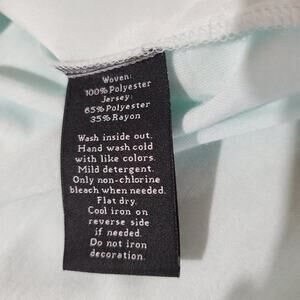 Woven:
100% Polyester
Jersey:
65% Polyester
35% Rayon
Wash inside out.
Hand wash cold
with like colors.
Mild detergent.
Only non-chlorine
bleach when needed.
Flat dry.
Cool iron on
reverse side
if needed.
Do not iron
decoration.